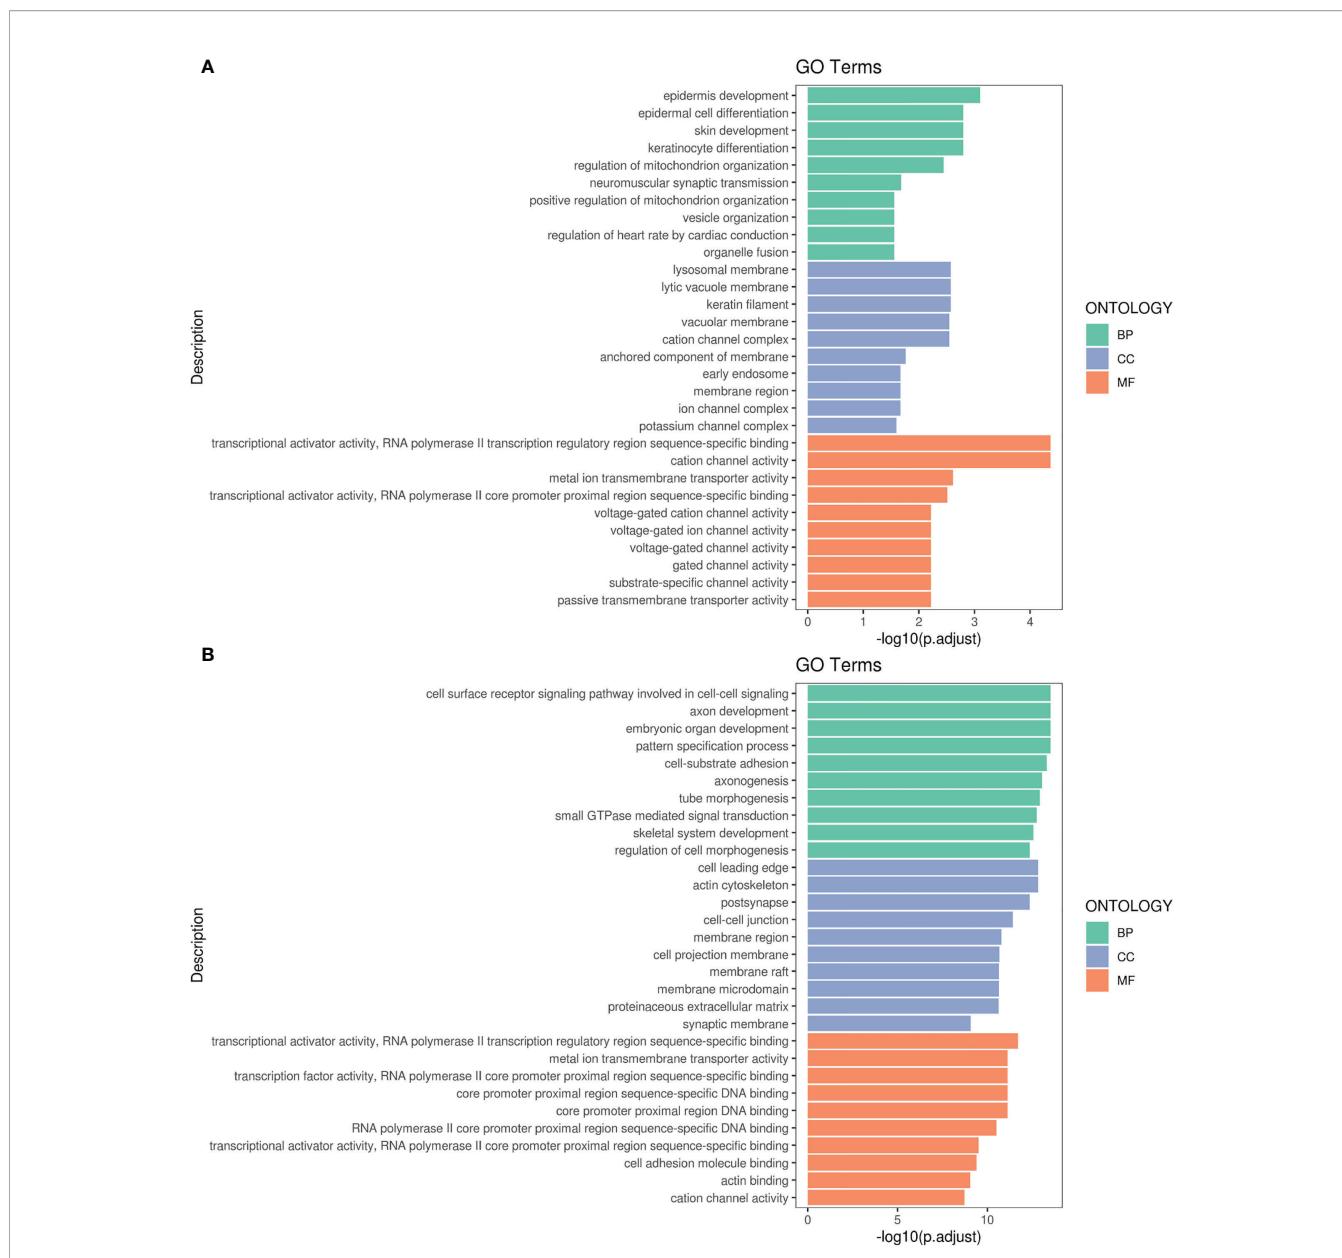 A
GO Terms
epidermis development
epidermal cell differentiation
skin development
keratinocyte differentiation
regulation of mitochondrion organization
neuromuscular synaptic transmission
positive regulation of mitochondrion organization
vesicle organization
regulation of heart rate by cardiac conduction
organelle fusion
lysosomal membrane
lytic vacuole membrane
keratin filament
vacuolar membrane
cation channel complex
anchored component of membrane
early endosome
membrane region
ion channel complex
potassium channel complex
transcriptional activator activity, RNA polymerase II transcription regulatory region sequence-specific binding
cation channel activity
metal ion transmembrane transporter activity
transcriptional activator activity, RNA polymerase II core promoter proximal region sequence-specific binding
voltage-gated cation channel activity
voltage-gated ion channel activity
voltage-gated channel activity
gated channel activity
substrate-specific channel activity
passive transmembrane transporter activity
Description
0 1 2 3 4
-log10(p.adjust)
ONTOLOGY
BP
CC
MF
B
GO Terms
cell surface receptor signaling pathway involved in cell-cell signaling
axon development
embryonic organ development
pattern specification process
cell-substrate adhesion
axonogenesis
tube morphogenesis
small GTPase mediated signal transduction
skeletal system development
regulation of cell morphogenesis
cell leading edge
actin cytoskeleton
postsynapse
cell-cell junction
membrane region
cell projection membrane
membrane raft
membrane microdomain
proteinaceous extracellular matrix
synaptic membrane
transcriptional activator activity, RNA polymerase II transcription regulatory region sequence-specific binding
metal ion transmembrane transporter activity
transcription factor activity, RNA polymerase II core promoter proximal region sequence-specific binding
core promoter proximal region sequence-specific DNA binding
core promoter proximal region DNA binding
RNA polymerase II core promoter proximal region sequence-specific DNA binding
transcriptional activator activity, RNA polymerase II core promoter proximal region sequence-specific binding
cell adhesion molecule binding
actin binding
cation channel activity
Description
0 5 10
-log10(p.adjust)
ONTOLOGY
BP
CC
MF